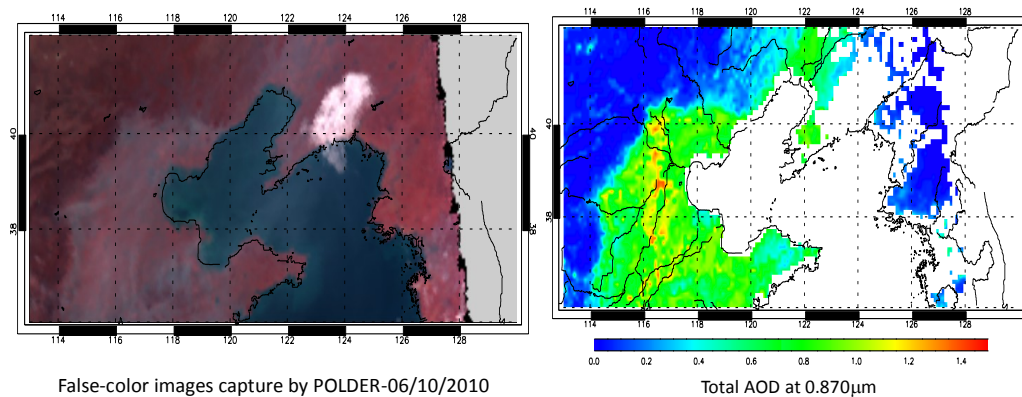 114 116 118 120 122 124 126 128
114 116 118 120 122 124 126 128
40 40 40
38 38 38
114 116 118 120 122 124 126 128
114 116 118 120 122 124 126 128
0.0 0.2 0.4 0.6 0.8 1.0 1.2 1.4
False-color images capture by POLDER-06/10/2010
Total AOD at 0.870μm